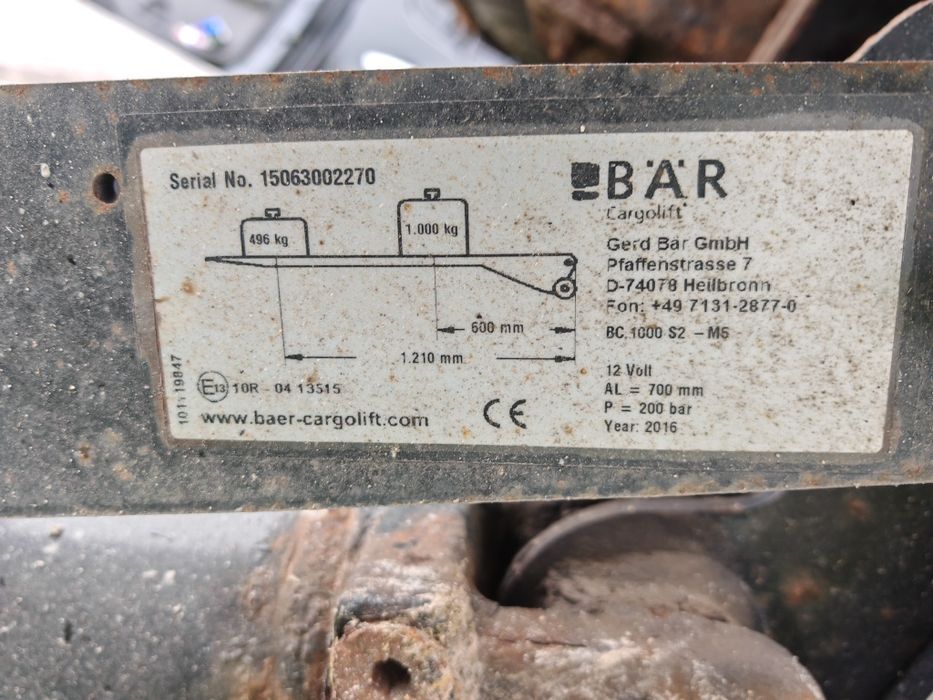 Serial No. 15063002270
496 kg
1.000 kg
600 mm
1.210 mm
101-19847
E13 10R - 04 13515
www.baer-cargolift.com
CE
BÄR
Cargolift
Gerd Bär GmbH
Pfaffenstrasse 7
D-74078 Heilbronn
Fon: +49 7131-2877-0
BC 1000 S2 - M5
12 Volt
AL = 700 mm
P = 200 bar
Year: 2016